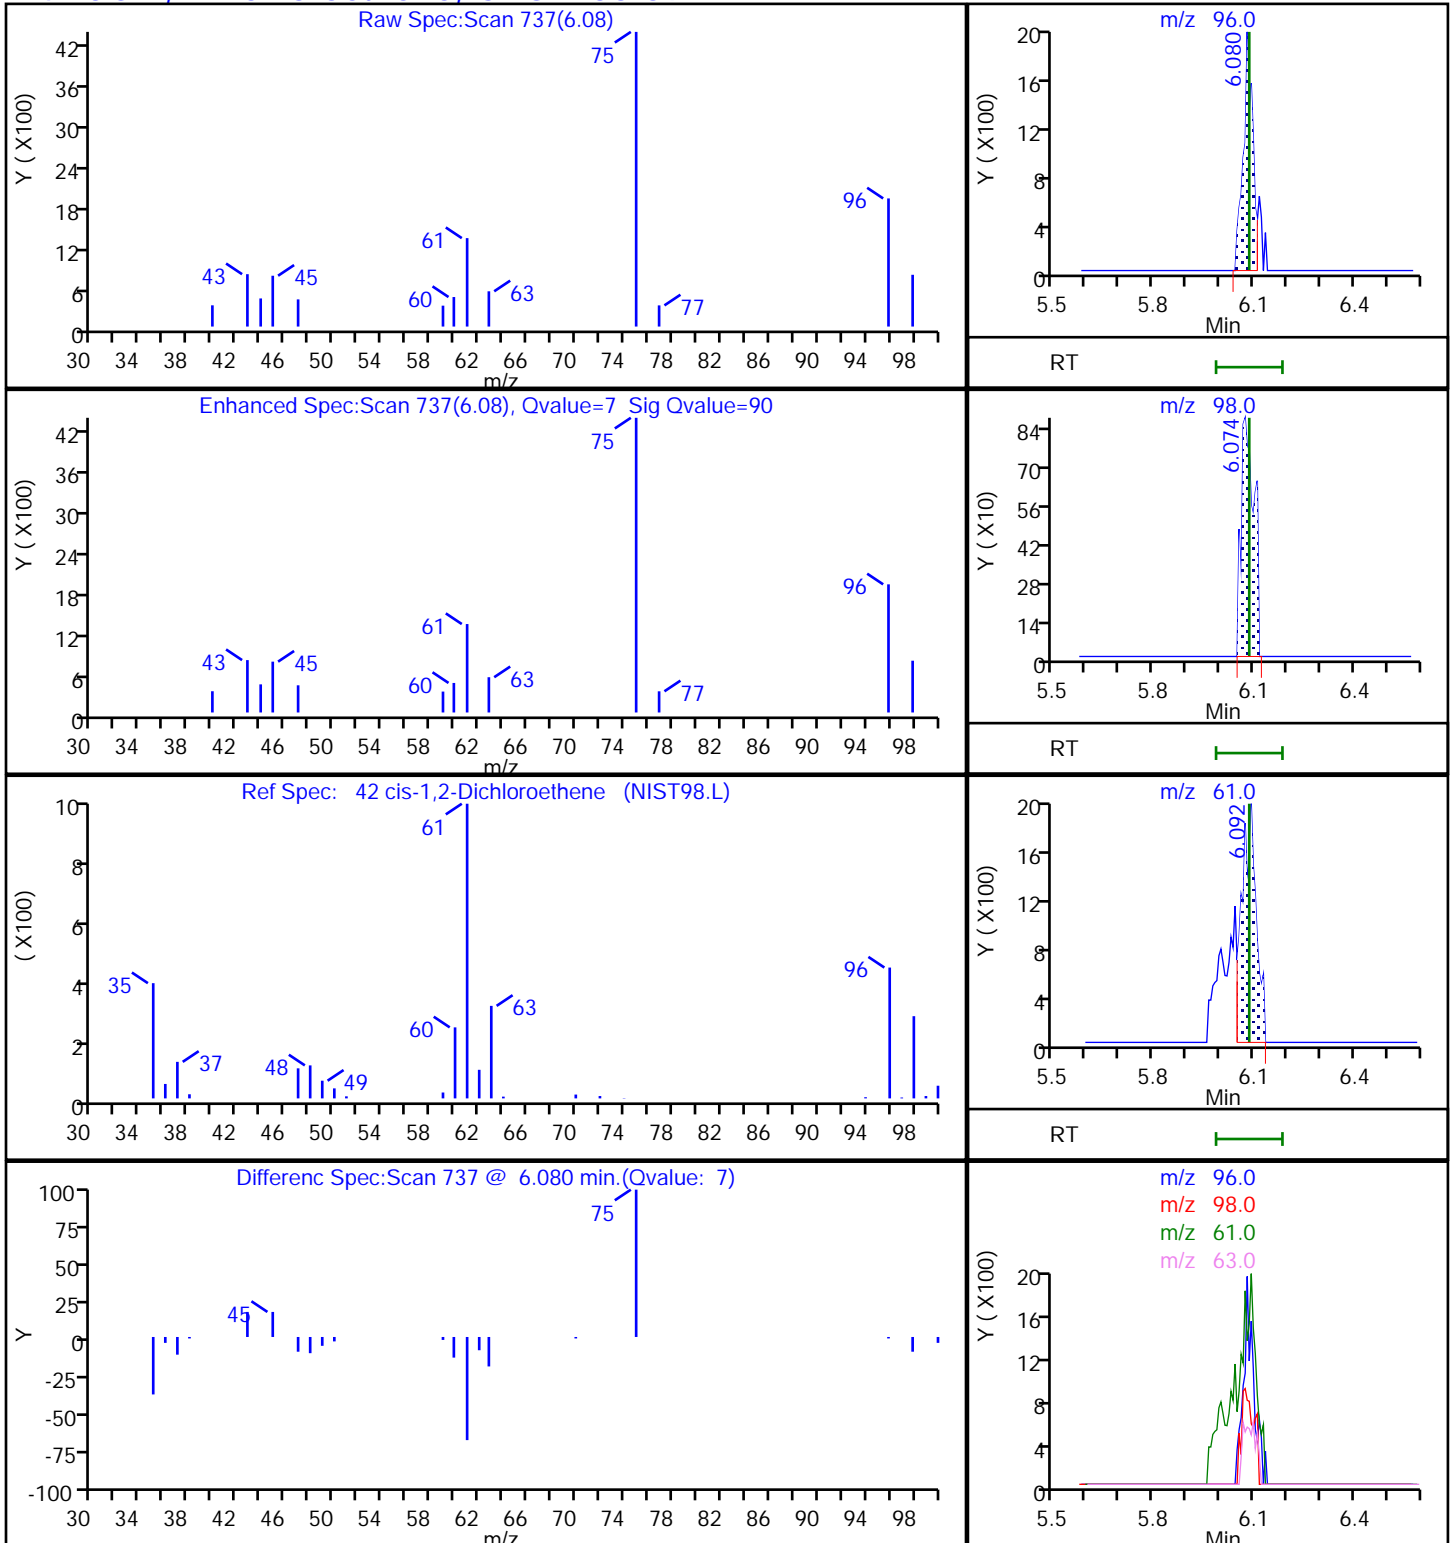 Raw Spec:Scan 737(6.08)
Y ( X100)
42
36
30
24
18
12
6
0
75
96
61
43
45
60
63
77
30 34 38 42 46 50 54 58 62 66 70 74 78 82 86 90 94 98
m/z
m/z 96.0
Y ( X100)
20
16
12
8
4
0
6.080
5.5 5.8 6.1 6.4
Min
RT
Enhanced Spec:Scan 737(6.08), Qvalue=7 Sig Qvalue=90
Y ( X100)
42
36
30
24
18
12
6
0
75
96
61
43
45
60
63
77
30 34 38 42 46 50 54 58 62 66 70 74 78 82 86 90 94 98
m/z
m/z 98.0
Y ( X10)
84
70
56
42
28
14
0
6.074
5.5 5.8 6.1 6.4
Min
RT
Ref Spec: 42 cis-1,2-Dichloroethene (NIST98.L)
( X100)
10
8
6
4
2
0
61
96
35
63
60
37
48
49
30 34 38 42 46 50 54 58 62 66 70 74 78 82 86 90 94 98
m/z 61.0
Y ( X100)
20
16
12
8
4
0
6.092
5.5 5.8 6.1 6.4
Min
RT
Differenc Spec:Scan 737 @ 6.080 min.(Qvalue: 7)
Y
100
75
50
25
0
-25
-50
-75
-100
75
45
30 34 38 42 46 50 54 58 62 66 70 74 78 82 86 90 94 98
m/z
m/z 96.0
m/z 98.0
m/z 61.0
m/z 63.0
Y ( X100)
20
16
12
8
4
0
5.5 5.8 6.1 6.4
Min